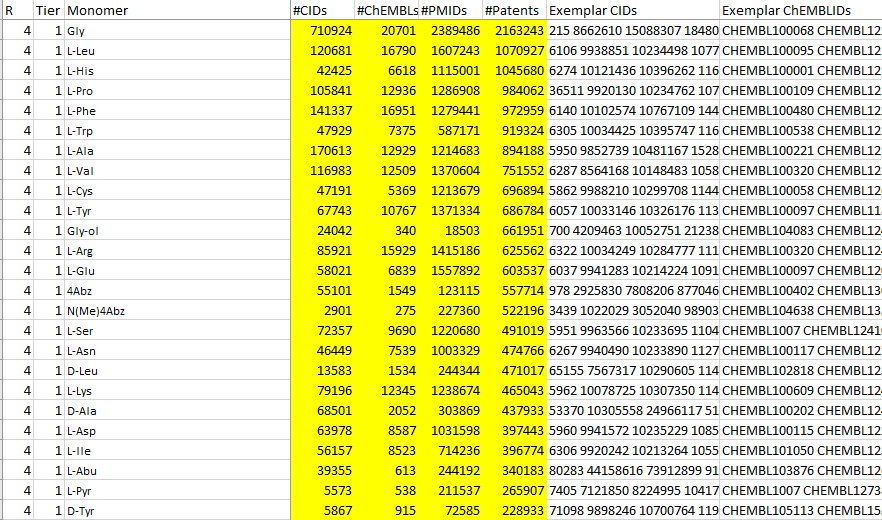 R Tier Monomer #CIDs #ChEMBLs #PMIDs #Patents Exemplar CIDs Exemplar ChEMBLIDs
4 1 Gly 710924 20701 2389486 2163243 215 8662610 15088307 18480 CHEMBL100068 CHEMBL12
4 1 L-Leu 120681 16790 1607243 1070927 6106 9938851 10234498 1077 CHEMBL100095 CHEMBL12
4 1 L-His 42425 6618 1115001 1045680 6274 10121436 10396262 116 CHEMBL100001 CHEMBL12
4 1 L-Pro 105841 12936 1286908 984062 36511 9920130 10234762 107 CHEMBL100109 CHEMBL12
4 1 L-Phe 141337 16951 1279441 972959 6140 10102574 10767109 144 CHEMBL100480 CHEMBL12
4 1 L-Trp 47929 7375 587171 919324 6305 10034425 10395747 116 CHEMBL100538 CHEMBL12
4 1 L-Ala 170613 12929 1214683 894188 5950 9852739 10481167 1528 CHEMBL100221 CHEMBL12
4 1 L-Val 116983 12509 1370604 751552 6287 8564168 10148483 1058 CHEMBL100320 CHEMBL12
4 1 L-Cys 47191 5369 1213679 696894 5862 9988210 10299708 1144 CHEMBL100058 CHEMBL12
4 1 L-Tyr 67743 10767 1371334 686784 6057 10033146 10326176 113 CHEMBL100097 CHEMBL11
4 1 Gly-ol 24042 340 18503 661951 700 4209463 10052751 21238 CHEMBL104083 CHEMBL12
4 1 L-Arg 85921 15929 1415186 625562 6322 10034249 10284777 111 CHEMBL100320 CHEMBL12
4 1 L-Glu 58021 6839 1557892 603537 6037 9941283 10214224 1091 CHEMBL100097 CHEMBL12
4 1 4Abz 55101 1549 123115 557714 978 2925830 7808206 877046 CHEMBL100402 CHEMBL13
4 1 N(Me)4Abz 2901 275 227360 522196 3439 1022029 3052040 98903 CHEMBL104638 CHEMBL13
4 1 L-Ser 72357 9690 1220680 491019 5951 9963566 10233695 1104 CHEMBL1007 CHEMBL1241
4 1 L-Asn 46449 7539 1003329 474766 6267 9940490 10233890 1127 CHEMBL100117 CHEMBL12
4 1 D-Leu 13583 1534 244344 471017 65155 7567317 10290605 114 CHEMBL102818 CHEMBL12
4 1 L-Lys 79196 12345 1238674 465043 5962 10078725 10307350 114 CHEMBL100609 CHEMBL12
4 1 D-Ala 68501 2052 303869 437933 53370 10305558 24966117 51 CHEMBL100202 CHEMBL12
4 1 L-Asp 63978 8587 1031598 397443 5960 9941572 10235229 1085 CHEMBL100115 CHEMBL12
4 1 L-Ile 56157 8523 714236 396774 6306 9920242 10213264 1055 CHEMBL101050 CHEMBL12
4 1 L-Abu 39355 613 244192 340183 80283 44158616 73912899 91 CHEMBL103876 CHEMBL12
4 1 L-Pyr 5573 538 211537 265907 7405 7121850 8224995 10417 CHEMBL1007 CHEMBL1273
4 1 D-Tyr 5867 915 72585 228933 71098 9898246 10700764 119 CHEMBL105113 CHEMBL15